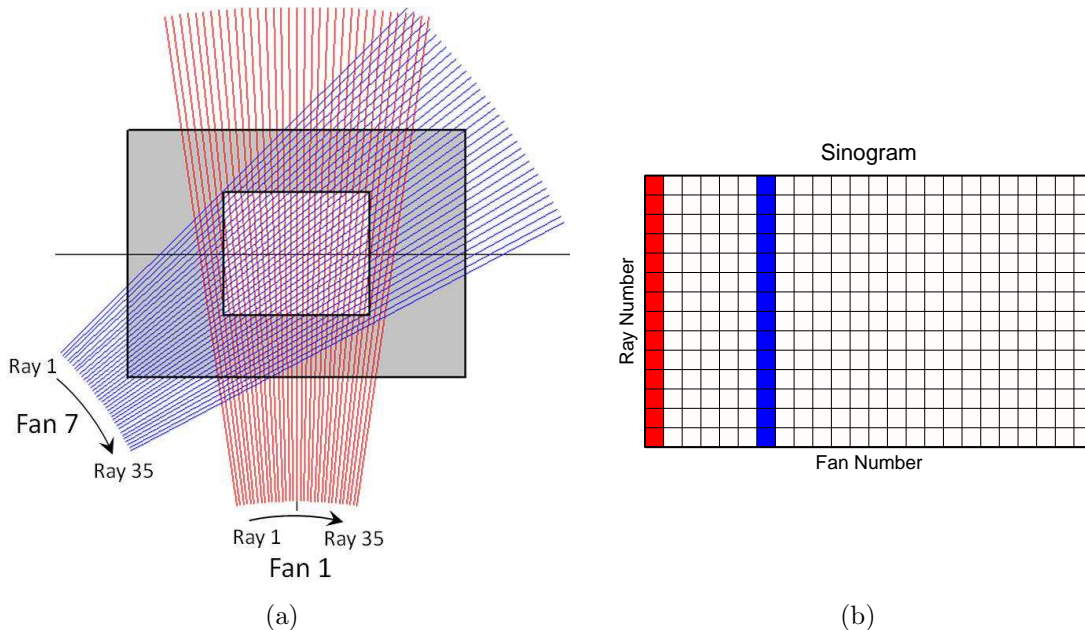 Ray 1
Fan 7
Ray 35
Ray 1
Ray 35
Fan 1
(a)
Sinogram
Ray Number
Fan Number
(b)